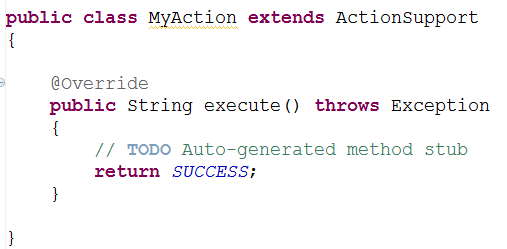 public class MyAction extends ActionSupport
{
@Override
public String execute() throws Exception
{
// TODO Auto-generated method stub
return SUCCESS;
}
}